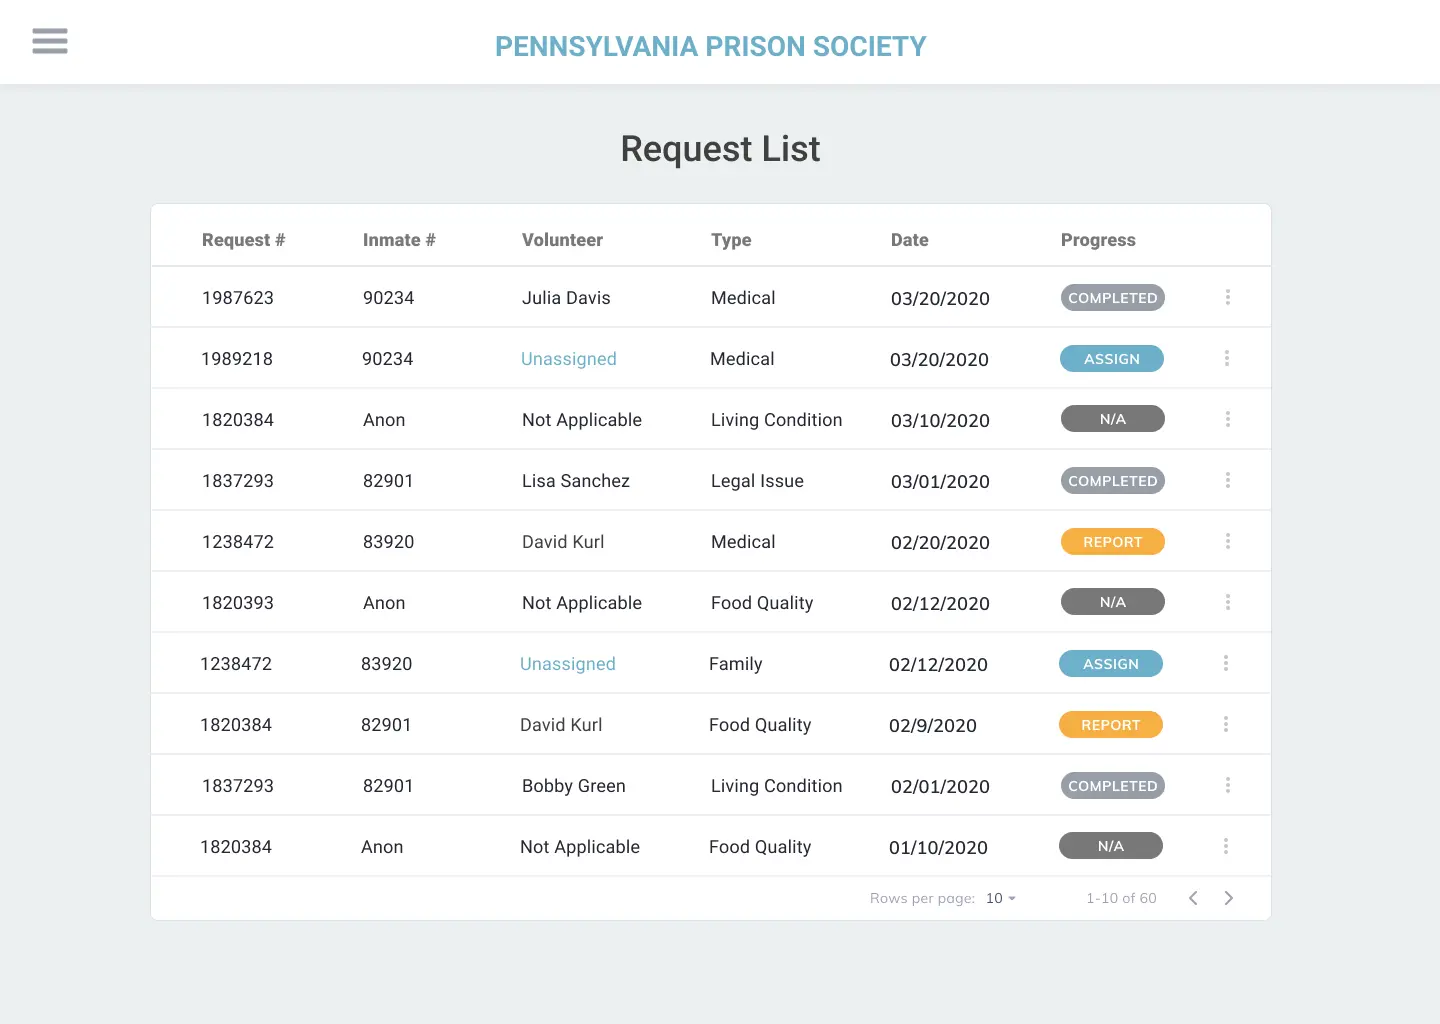 PENNSYLVANIA PRISON SOCIETY
Request List
Request # Inmate # Volunteer Type Date Progress
1987623 90234 Julia Davis Medical 03/20/2020 COMPLETED
1989218 90234 Unassigned Medical 03/20/2020 ASSIGN
1820384 Anon Not Applicable Living Condition 03/10/2020 N/A
1837293 82901 Lisa Sanchez Legal Issue 03/01/2020 COMPLETED
1238472 83920 David Kurl Medical 02/20/2020 REPORT
1820393 Anon Not Applicable Food Quality 02/12/2020 N/A
1238472 83920 Unassigned Family 02/12/2020 ASSIGN
1820384 82901 David Kurl Food Quality 02/9/2020 REPORT
1837293 82901 Bobby Green Living Condition 02/01/2020 COMPLETED
1820384 Anon Not Applicable Food Quality 01/10/2020 N/A
Rows per page: 10 1-10 of 60